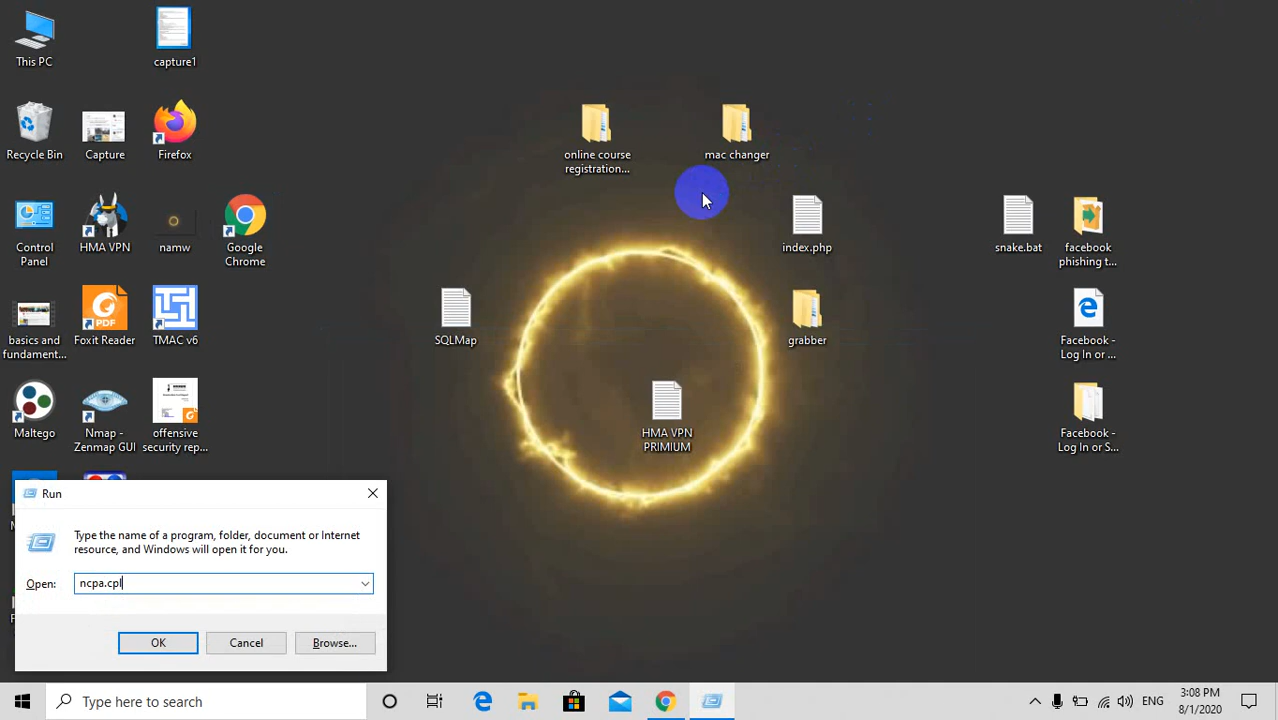 This PC
capture1
Recycle Bin
Capture
Firefox
online course
registration...
mac changer
Control
Panel
HMA VPN
namw
Google
Chrome
index.php
snake.bat
facebook
phishing t...
basics and
fundament...
Foxit Reader
PDF
TMAC v6
SQLMap
grabber
Facebook -
Log In or ...
Maltego
Nmap -
Zenmap GUI
offensive
security rep...
HMA VPN
PRIMIUM
Facebook -
Log In or S...
Run
Type the name of a program, folder, document or Internet
resource, and Windows will open it for you.
Open:
ncpa.cpl
OK
Cancel
Browse...
Type here to search
ENG
3:08 PM
8/1/2020